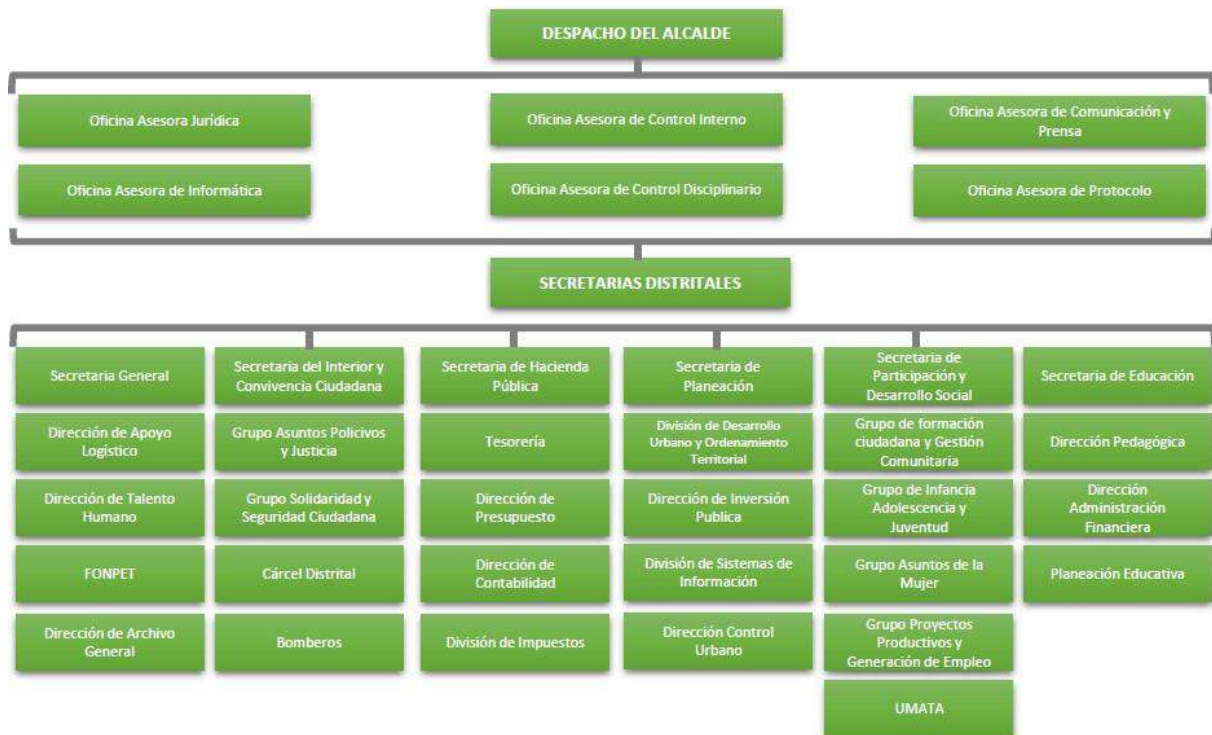 DESPACHO DEL ALCALDE
Oficina Asesora Jurídica
Oficina Asesora de Control Interno
Oficina Asesora de Comunicación y
Prensa
Oficina Asesora de Informática
Oficina Asesora de Control Disciplinario
Oficina Asesora de Protocolo
SECRETARIAS DISTRITALES
Secretaria General
Dirección de Apoyo
Logístico
Dirección de Talento
Humano
FONPET
Dirección de Archivo
General
Secretaria del Interior y
Convivencia Ciudadana
Grupo Asuntos Policivos
y Justicia
Grupo Solidaridad y
Seguridad Ciudadana
Cárcel Distrital
Bomberos
Secretaria de Hacienda
Pública
Tesorería
Dirección de
Presupuesto
Dirección de
Contabilidad
División de Impuestos
Secretaria de
Planeación
División de Desarrollo
Urbano y Ordenamiento
Territorial
Dirección de Inversión
Publica
División de Sistemas de
Información
Dirección Control
Urbano
Secretaria de
Participación y
Desarrollo Social
Grupo de formación
ciudadana y Gestión
Comunitaria
Grupo de Infancia
Adolescencia y
Juventud
Grupo Asuntos de la
Mujer
Grupo Proyectos
Productivos y
Generación de Empleo
UMATA
Secretaria de Educación
Dirección Pedagógica
Dirección
Administración
Financiera
Planeación Educativa